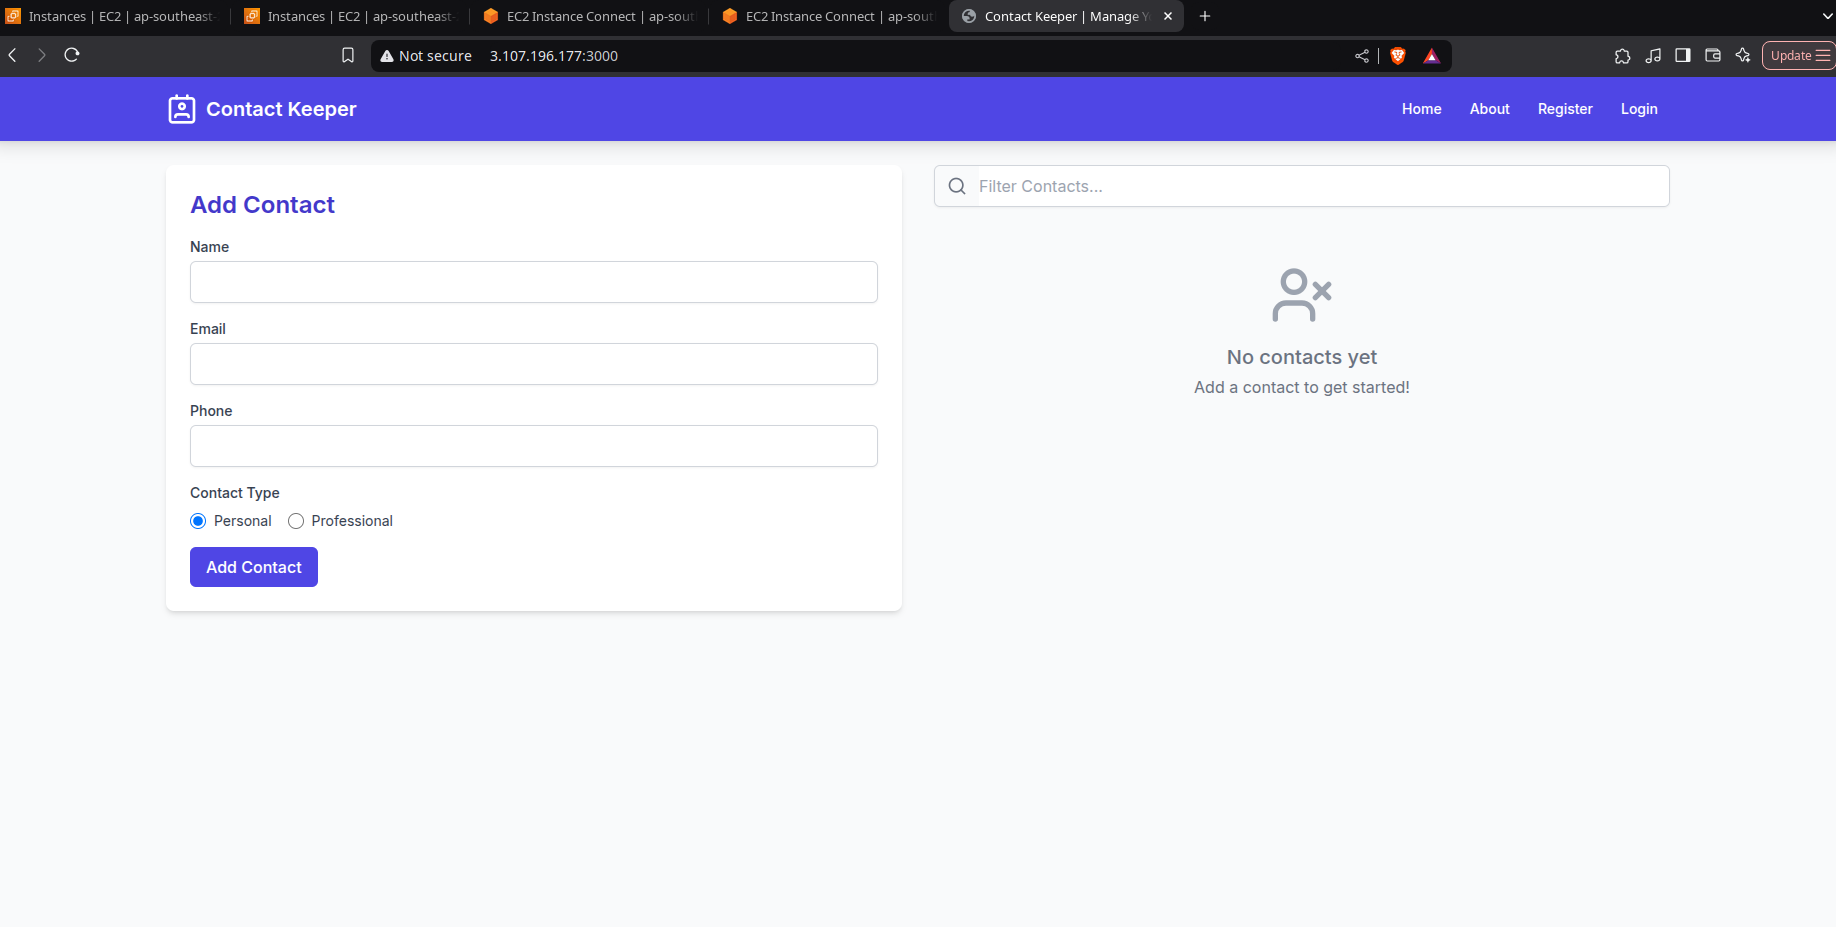 Instances | EC2 | ap-southeast-
Instances | EC2 | ap-southeast-
EC2 Instance Connect | ap-sout
EC2 Instance Connect | ap-sout
Contact Keeper | Manage Y
Not secure 3.107.196.177:3000
Update
Contact Keeper
Home About Register Login
Add Contact
Name
Email
Phone
Contact Type
Personal Professional
Add Contact
Filter Contacts...
No contacts yet
Add a contact to get started!